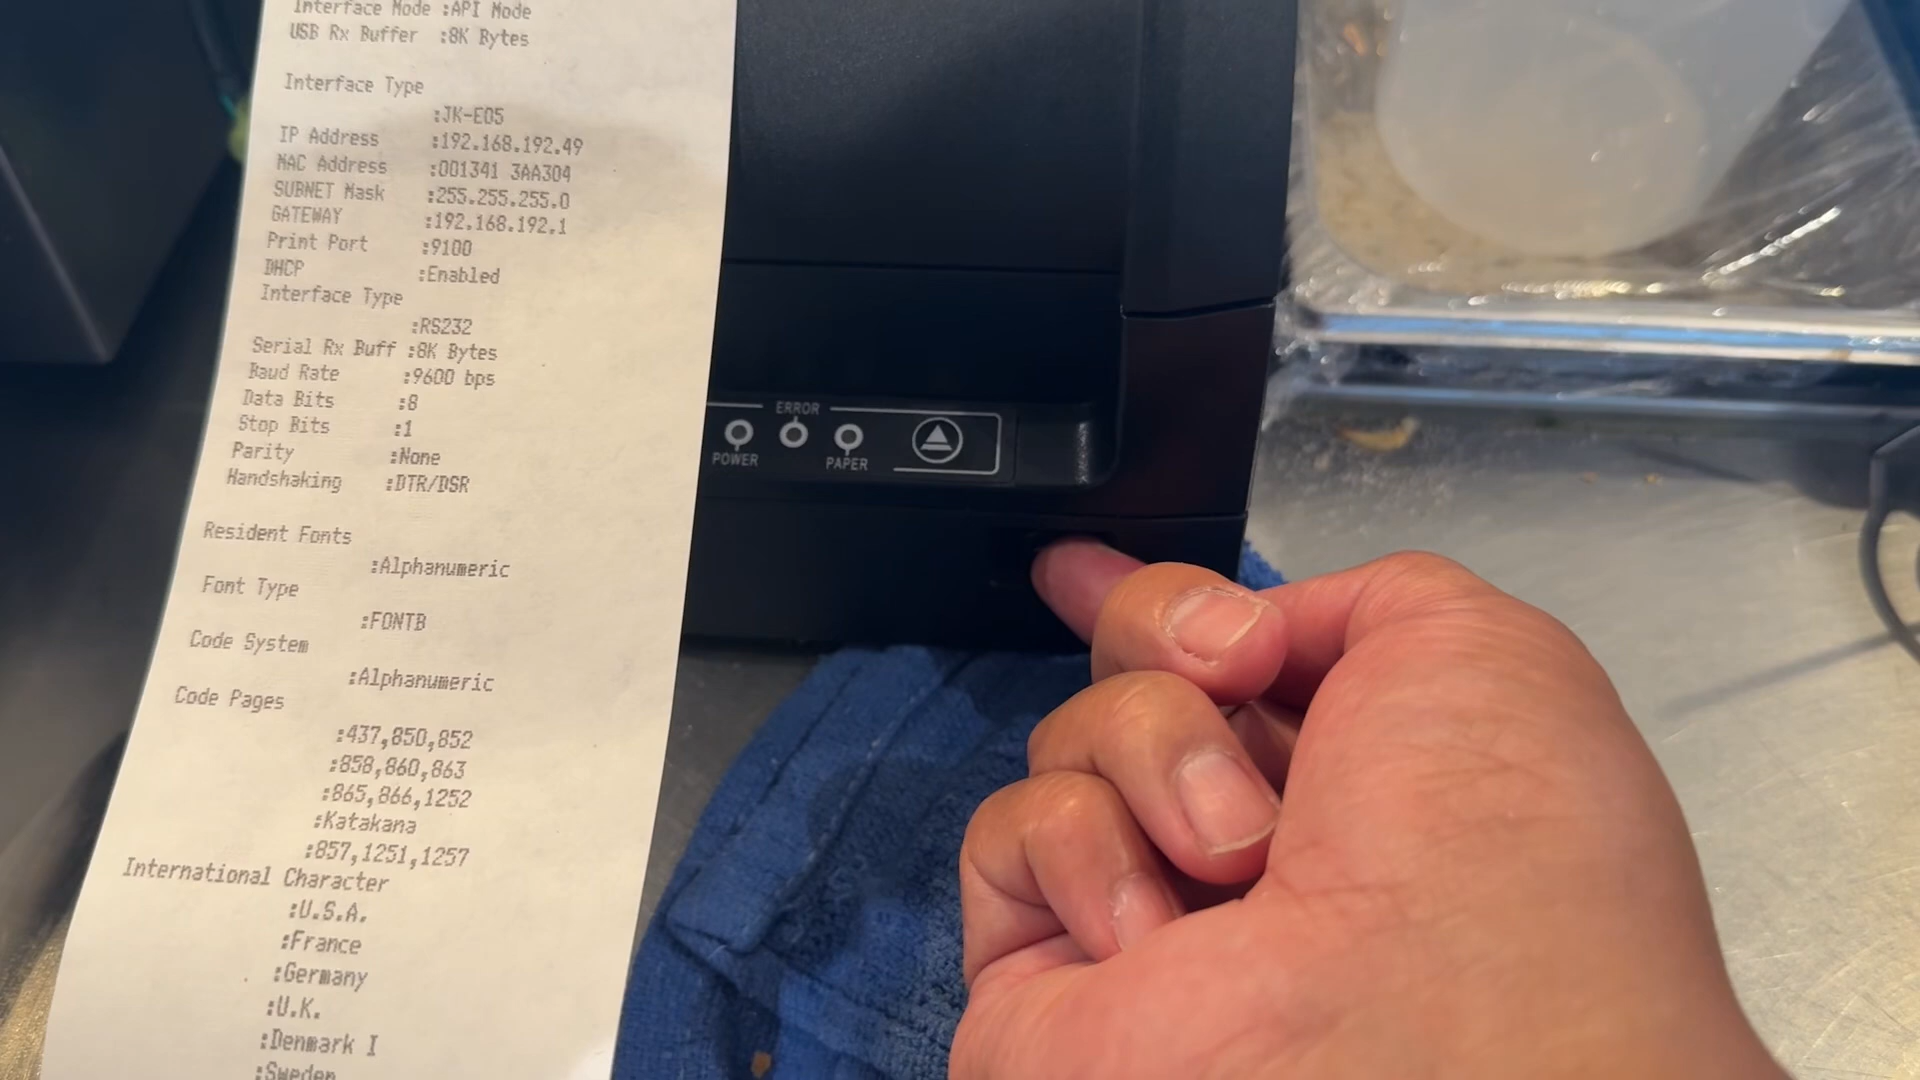 Interface Mode :API Mode
USB Rx Buffer :8K Bytes
Interface Type
:JK-E05
IP Address :192.168.192.49
MAC Address :001341 3AA304
SUBNET Mask :255.255.255.0
GATEWAY :192.168.192.1
Print Port :9100
DHCP :Enabled
Interface Type
:RS232
Serial Rx Buff :8K Bytes
Baud Rate :9600 bps
Data Bits :8
Stop Bits :1
Parity :None
Handshaking :DTR/DSR
Resident Fonts
:Alphanumeric
Font Type
:FONTB
Code System
:Alphanumeric
Code Pages
:437,850,852
:858,860,863
:865,866,1252
:Katakana
:857,1251,1257
International Character
:U.S.A.
:France
:Germany
:U.K.
:Denmark I
:Sweden
ERROR
POWER
PAPER